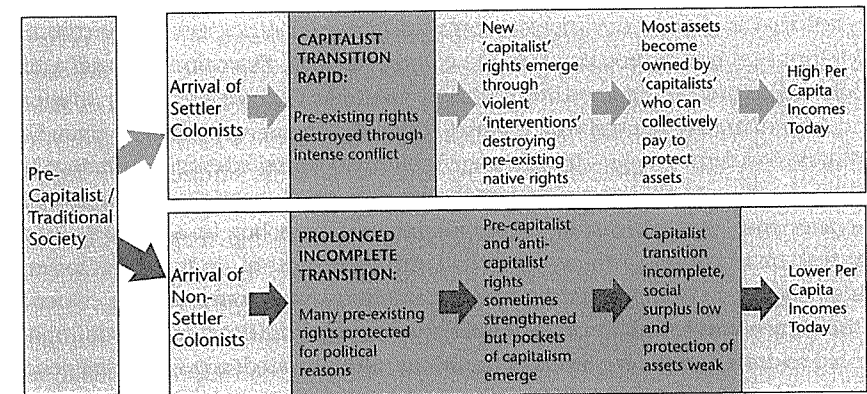 Pre-
Capitalist /
Traditional
Society
Arrival of
Settler
Colonists
CAPITALIST
TRANSITION
RAPID:
Pre-existing rights
destroyed through
intense conflict
New
'capitalist'
rights emerge
through
violent
'interventions'
destroying
pre-existing
native rights
Most assets
become
owned by
'capitalists'
who can
collectively
pay to
protect
assets
High Per
Capita
Incomes
Today
Arrival of
Non-
Settler
Colonists
PROLONGED
INCOMPLETE
TRANSITION:
Many pre-existing
rights protected
for political
reasons
Pre-capitalist
and 'anti-
capitalist'
rights
sometimes
strengthened
but pockets
of capitalism
emerge
Capitalist
transition
incomplete,
social
surplus low
and
protection of
assets weak
Lower Per
Capita
Incomes
Today